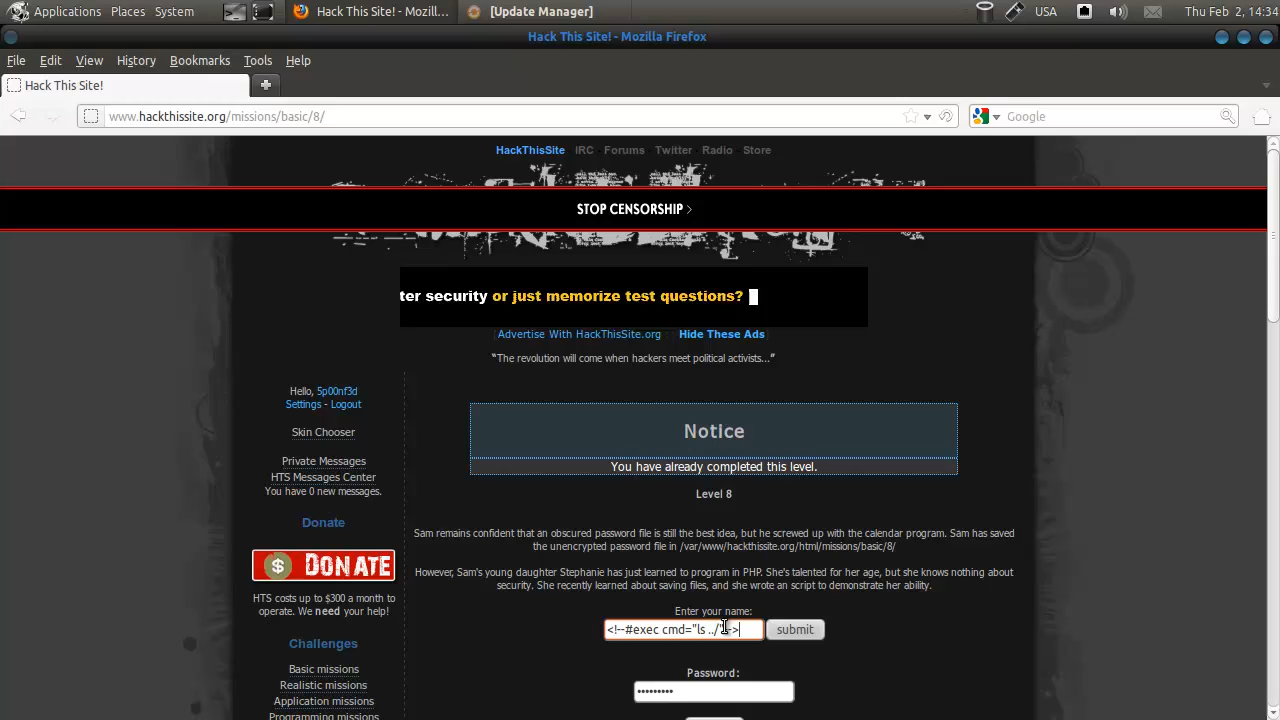 Applications Places System Hack This Site! - Mozill... [Update Manager] USA Thu Feb 2, 14:34
Hack This Site! - Mozilla Firefox
File Edit View History Bookmarks Tools Help
Hack This Site!
www.hackthissite.org/missions/basic/8/
Google
HackThisSite IRC Forums Twitter Radio Store
STOP CENSORSHIP >
ter security or just memorize test questions?
Advertise With HackThisSite.org Hide These Ads
“The revolution will come when hackers meet political activists...”
Hello, 5p00nf3d
Settings - Logout
Skin Chooser
Private Messages
HTS Messages Center
You have 0 new messages.
Donate
$ DONATE
HTS costs up to $300 a month to
operate. We need your help!
Challenges
Basic missions
Realistic missions
Application missions
Programming missions
Notice
You have already completed this level.
Level 8
Sam remains confident that an obscured password file is still the best idea, but he screwed up with the calendar program. Sam has saved
the unencrypted password file in /var/www/hackthissite.org/html/missions/basic/8/
However, Sam's young daughter Stephanie has just learned to program in PHP. She's talented for her age, but she knows nothing about
security. She recently learned about saving files, and she wrote an script to demonstrate her ability.
Enter your name:
<!--#exec cmd="ls ../"-->
submit
Password:
•••••••••